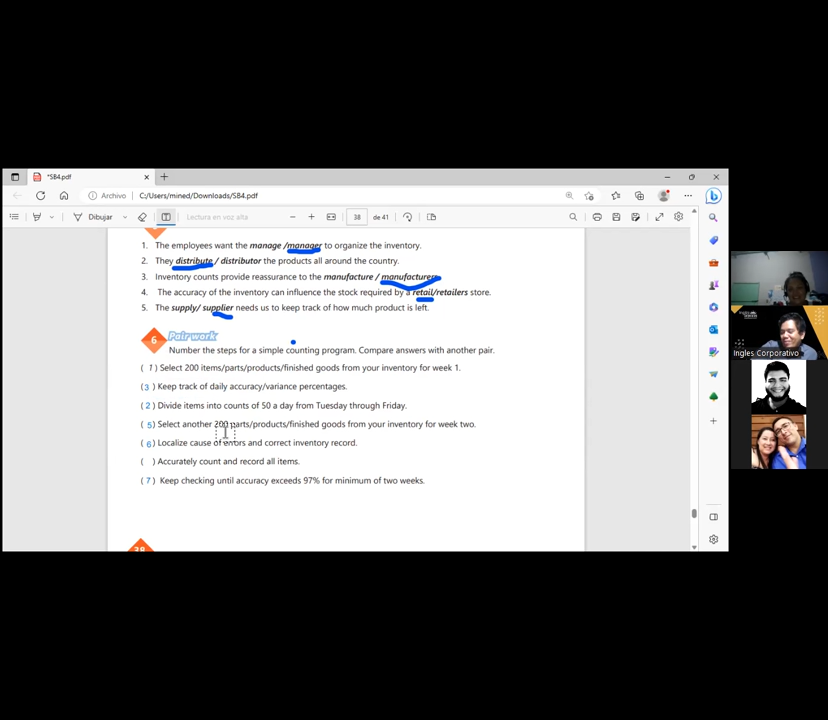 *SB4.pdf
Archivo C:/Users/mined/Downloads/SB4.pdf
Dibujar Lectura en voz alta 38 de 41
1. The employees want the manage /manager to organize the inventory.
2. They distribute / distributor the products all around the country.
3. Inventory counts provide reassurance to the manufacture / manufacturers
4. The accuracy of the inventory can influence the stock required by a retail/retailers store.
5. The supply/ supplier needs us to keep track of how much product is left.
6 Pair work
Number the steps for a simple counting program. Compare answers with another pair.
( 1 ) Select 200 items/parts/products/finished goods from your inventory for week 1.
( 3 ) Keep track of daily accuracy/variance percentages.
( 2 ) Divide items into counts of 50 a day from Tuesday through Friday.
( 5 ) Select another 200 parts/products/finished goods from your inventory for week two.
( 6 ) Localize cause of errors and correct inventory record.
( ) Accurately count and record all items.
( 7 ) Keep checking until accuracy exceeds 97% for minimum of two weeks.
38
Ingles Corporativo